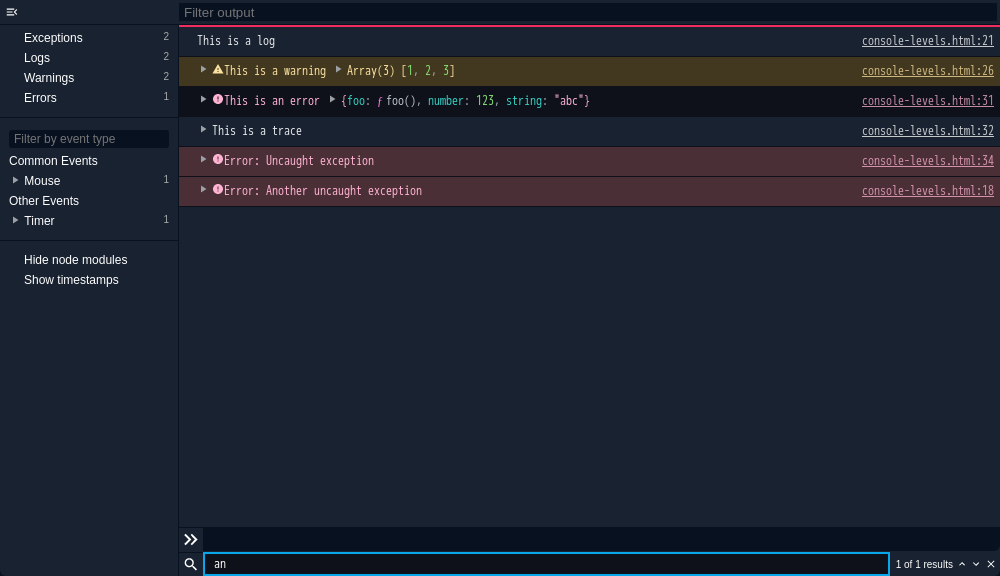 Filter output
Exceptions 2
Logs 2
Warnings 2
Errors 1
Filter by event type
Common Events
Mouse 1
Other Events
Timer 1
Hide node modules
Show timestamps
This is a log console-levels.html:21
This is a warning Array(3) [1, 2, 3] console-levels.html:26
This is an error {foo: ƒ foo(), number: 123, string: "abc"} console-levels.html:31
This is a trace console-levels.html:32
Error: Uncaught exception console-levels.html:34
Error: Another uncaught exception console-levels.html:18
an 1 of 1 results